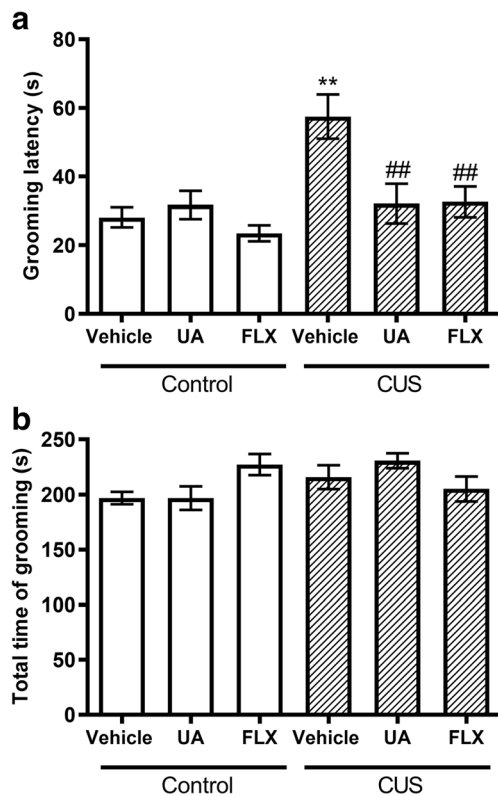 a
Grooming latency (s)
80
60
40
20
0
**
##
##
Vehicle UA FLX Vehicle UA FLX
Control CUS
b
Total time of grooming (s)
250
200
150
100
50
0
Vehicle UA FLX Vehicle UA FLX
Control CUS